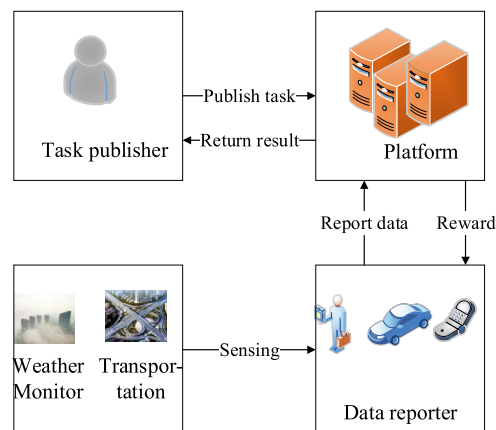 Publish task
Return result
Task publisher
Platform
Report data
Reward
Weather
Monitor
Transpor-
tation
Sensing
Data reporter